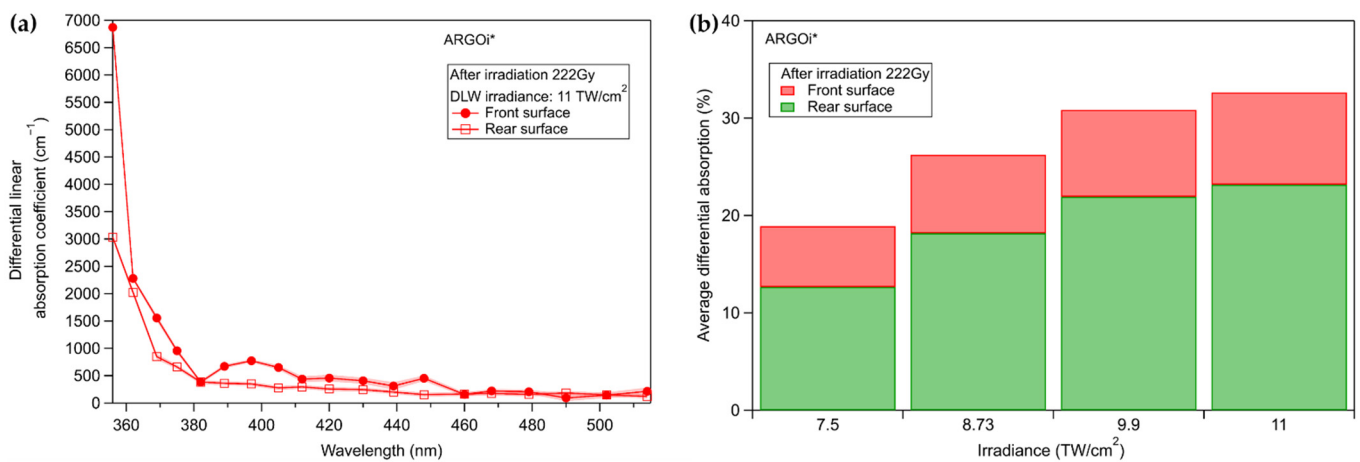 (a)
7000
6500
6000
5500
5000
4500
4000
3500
3000
2500
2000
1500
1000
500
0
Differential linear
absorption coefficient (cm⁻¹)
ARGOi*
After irradiation 222Gy
DLW irradiance: 11 TW/cm²
Front surface
Rear surface
360 380 400 420 440 460 480 500
Wavelength (nm)
(b)
40
30
20
10
0
Average differential absorption (%)
ARGOi*
After irradiation 222Gy
Front surface
Rear surface
7.5 8.73 9.9 11
Irradiance (TW/cm²)